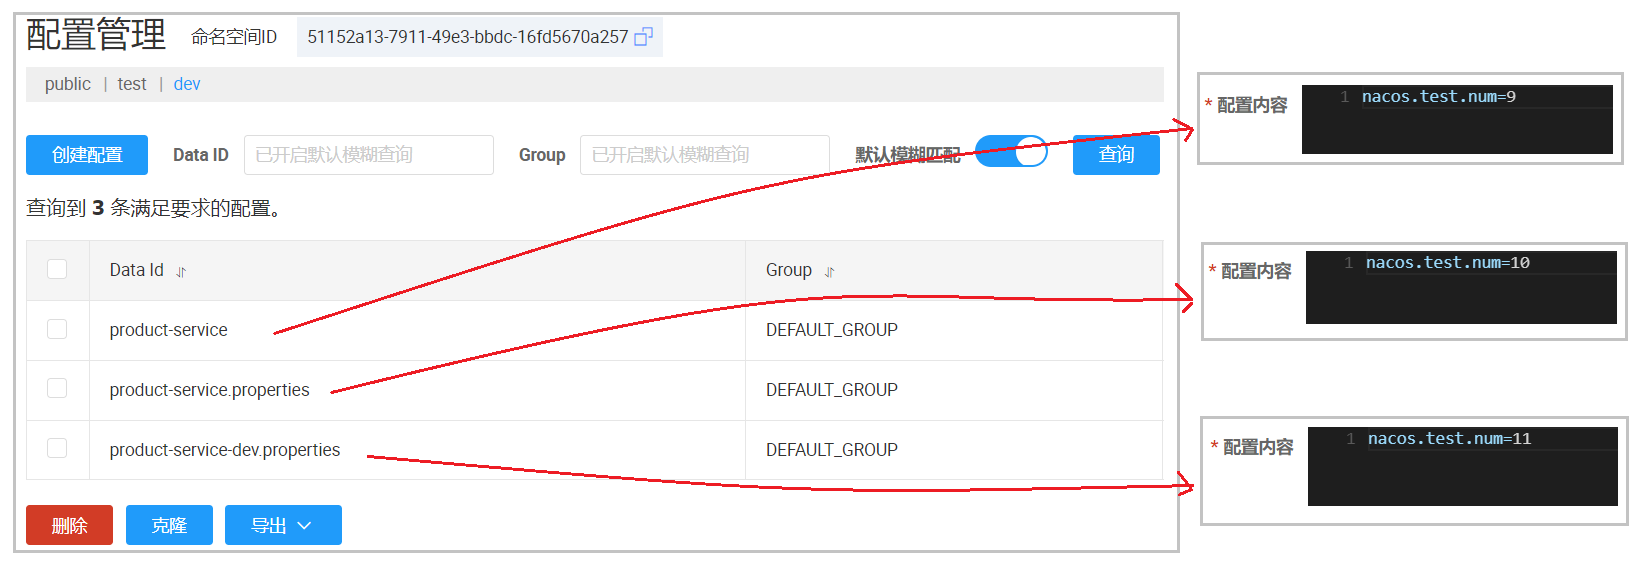 配置管理 命名空间ID 51152a13-7911-49e3-bbdc-16fd5670a257
public | test | dev
创建配置 Data ID 已开启默认模糊查询 Group 已开启默认模糊查询 默认模糊匹配 查询
查询到 3 条满足要求的配置。
Data Id Group
product-service DEFAULT_GROUP
product-service.properties DEFAULT_GROUP
product-service-dev.properties DEFAULT_GROUP
删除 克隆 导出
* 配置内容 1 nacos.test.num=9
* 配置内容 1 nacos.test.num=10
* 配置内容 1 nacos.test.num=11